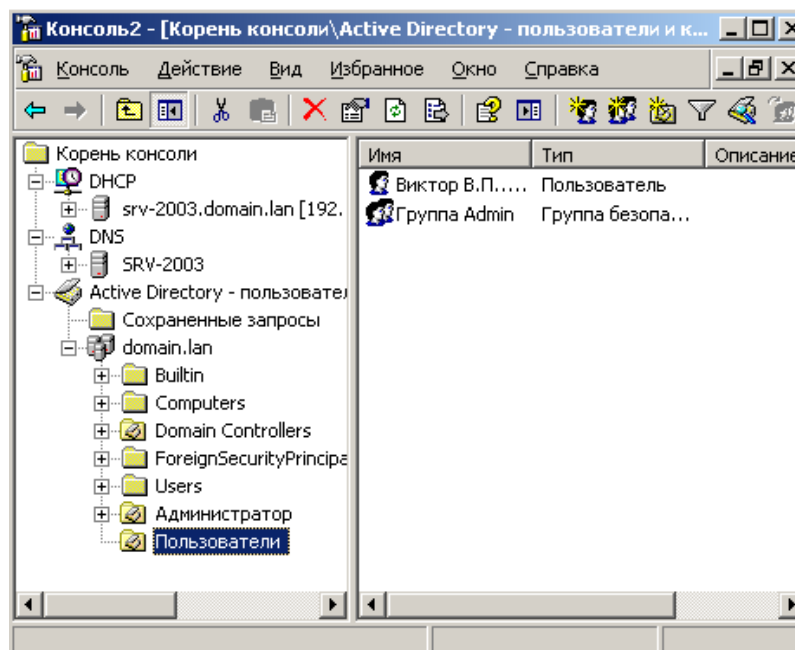 Консоль2 - [Корень консоли\Active Directory - пользователи и к...
Консоль Действие Вид Избранное Окно Справка
Корень консоли
DHCP
srv-2003.domain.lan [192.
DNS
SRV-2003
Active Directory - пользовател
Сохраненные запросы
domain.lan
Builtin
Computers
Domain Controllers
ForeignSecurityPrincipa
Users
Администратор
Пользователи
Имя Тип Описание
Виктор В.П..... Пользователь
Группа Admin Группа безопа...